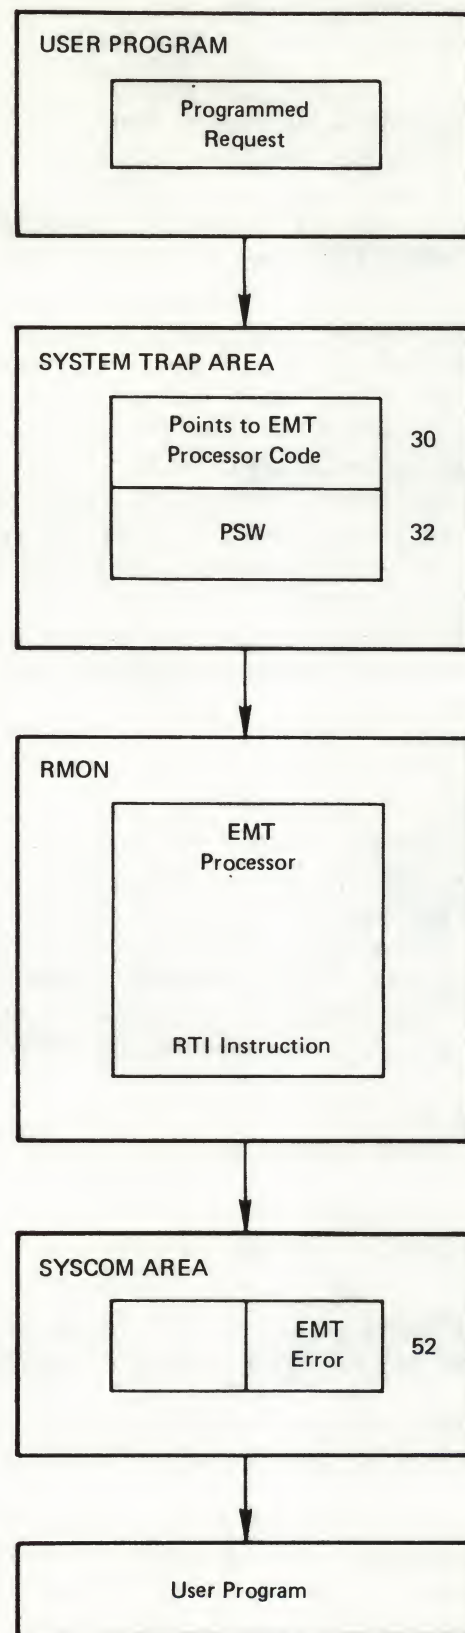 USER PROGRAM
Programmed
Request
SYSTEM TRAP AREA
Points to EMT
Processor Code
30
PSW
32
RMON
EMT
Processor
RTI Instruction
SYSCOM AREA
EMT
Error
52
User Program